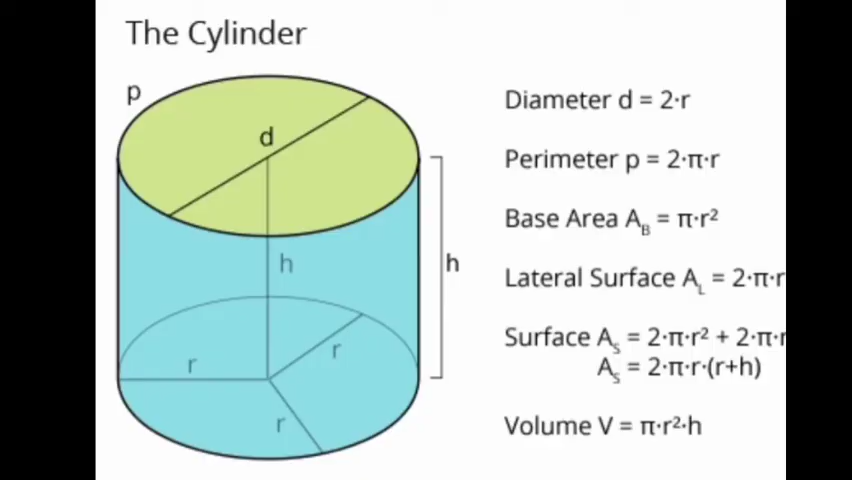 The Cylinder
p
d
h
h
r
r
r
Diameter d = 2·r
Perimeter p = 2·π·r
Base Area A_B = π·r²
Lateral Surface A_L = 2·π·r
Surface A_S = 2·π·r² + 2·π·r
A_S = 2·π·r·(r+h)
Volume V = π·r²·h